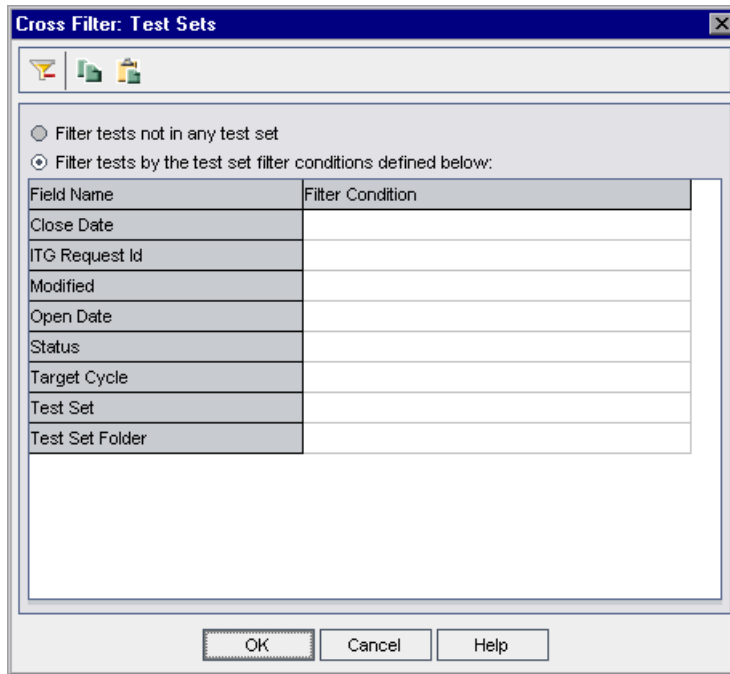 Cross Filter: Test Sets
Filter tests not in any test set
Filter tests by the test set filter conditions defined below:
Field Name Filter Condition
Close Date
ITG Request Id
Modified
Open Date
Status
Target Cycle
Test Set
Test Set Folder
OK Cancel Help